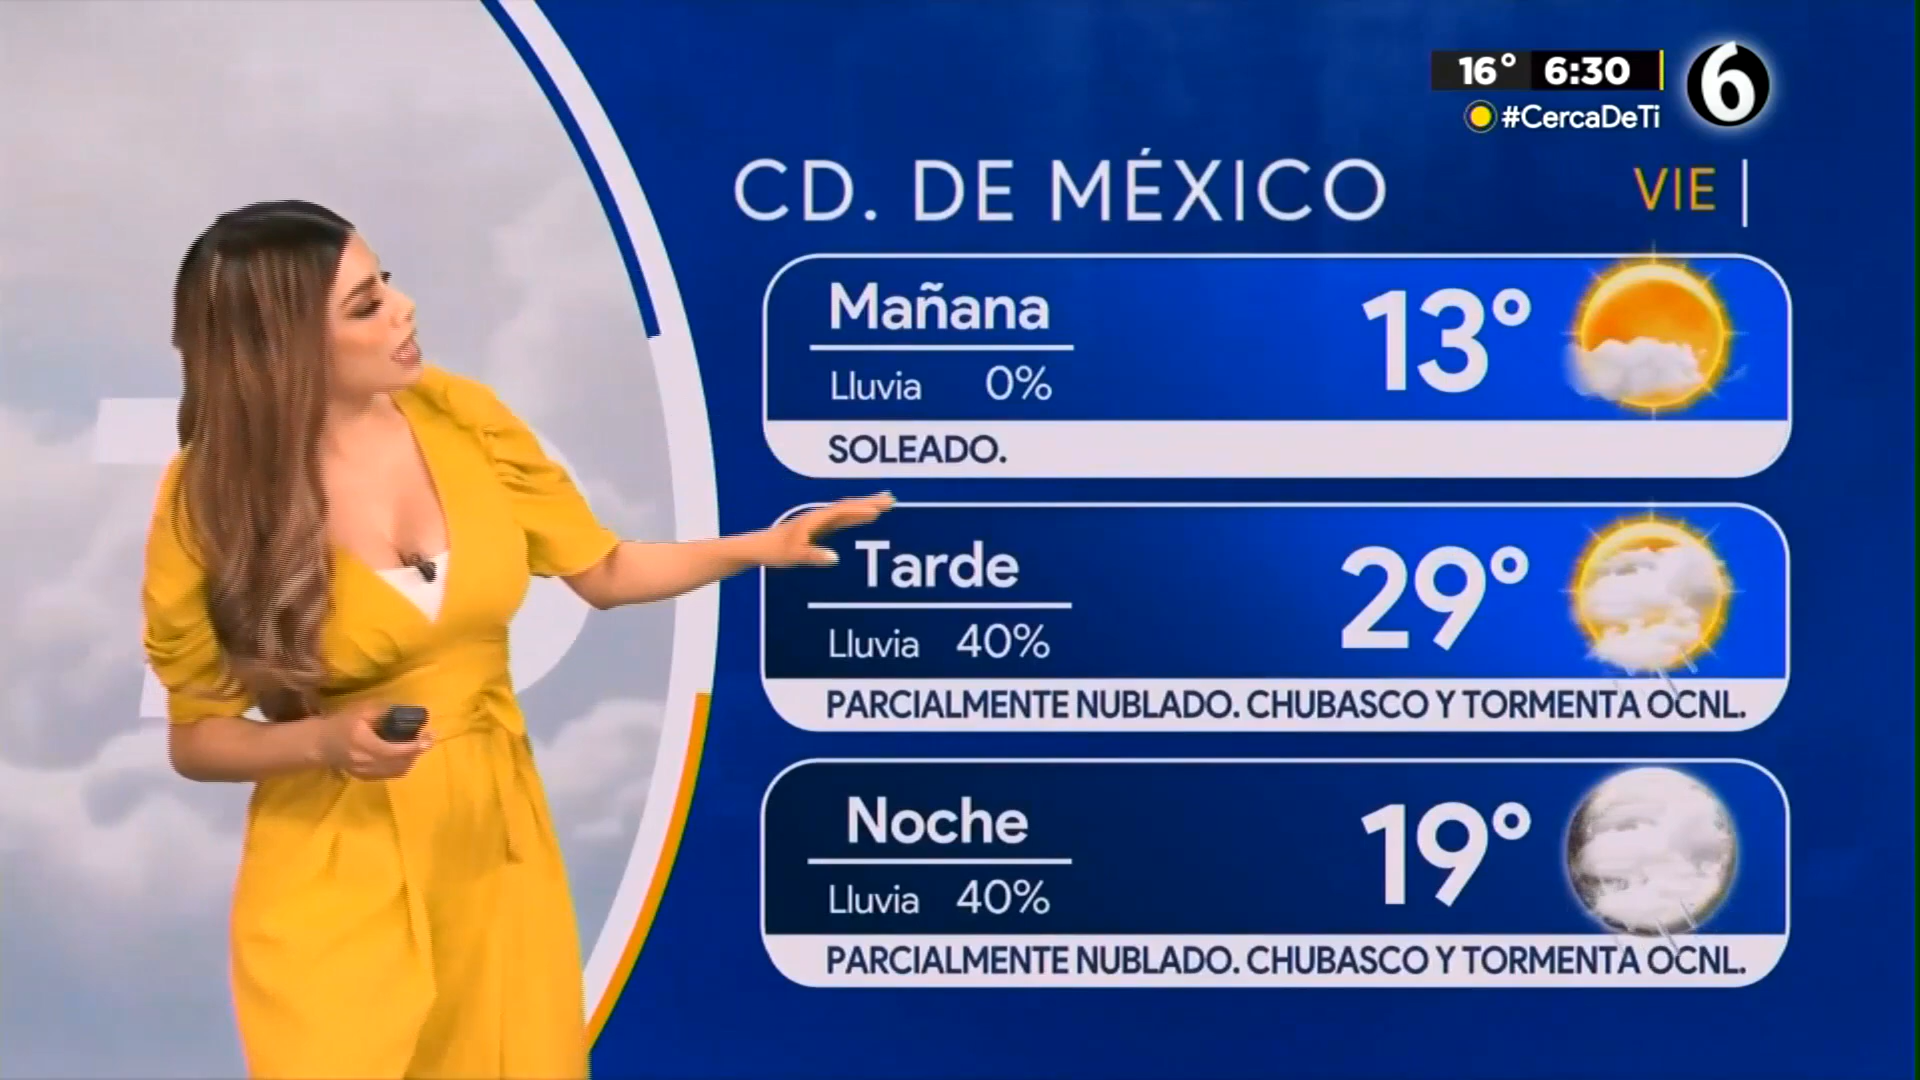 16° 6:30
6
#CercaDeTi
CD. DE MÉXICO
VIE
Mañana
13°
Lluvia 0%
SOLEADO.
Tarde
29°
Lluvia 40%
PARCIALMENTE NUBLADO. CHUBASCO Y TORMENTA OCNL.
Noche
19°
Lluvia 40%
PARCIALMENTE NUBLADO. CHUBASCO Y TORMENTA OCNL.